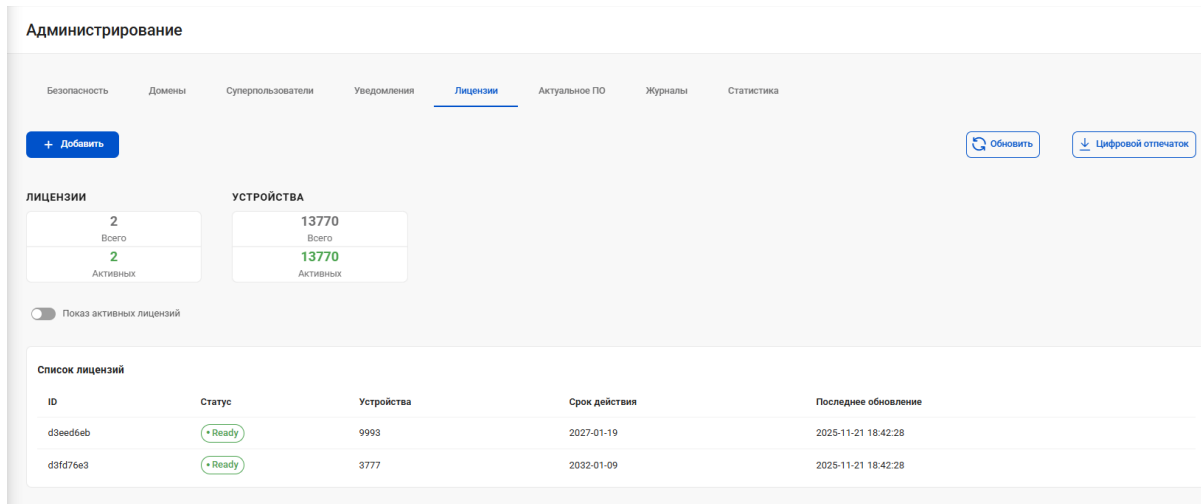 Администрирование
Безопасность Домены Суперпользователи Уведомления Лицензии Актуальное ПО Журналы Статистика
+ Добавить Обновить Цифровой отпечаток
ЛИЦЕНЗИИ УСТРОЙСТВА
2 13770
Всего Всего
2 13770
Активных Активных
Показ активных лицензий
Список лицензий
ID Статус Устройства Срок действия Последнее обновление
d3eed6eb • Ready 9993 2027-01-19 2025-11-21 18:42:28
d3fd76e3 • Ready 3777 2032-01-09 2025-11-21 18:42:28